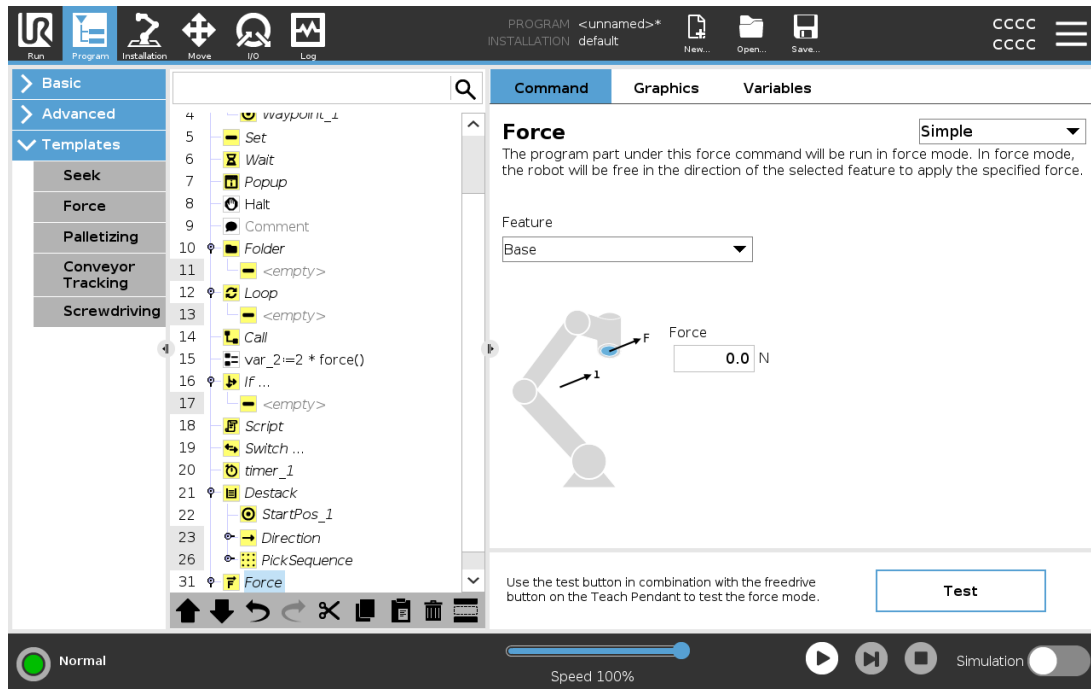 PROGRAM <unnamed>*
INSTALLATION default
CCCC
CCCC
Run Program Installation Move I/O Log New... Open... Save...
Basic
Advanced
Templates
Seek
Force
Palletizing
Conveyor
Tracking
Screwdriving
4 Waypoint_1
5 Set
6 Wait
7 Popup
8 Halt
9 Comment
10 Folder
11 <empty>
12 Loop
13 <empty>
14 Call
15 var_2:=2 * force()
16 If ...
17 <empty>
18 Script
19 Switch ...
20 timer_1
21 Destack
22 StartPos_1
23 Direction
26 PickSequence
31 Force
Command Graphics Variables
Force
Simple
The program part under this force command will be run in force mode. In force mode,
the robot will be free in the direction of the selected feature to apply the specified force.
Feature
Base
F
1
Force
0.0 N
Use the test button in combination with the freedrive
button on the Teach Pendant to test the force mode.
Test
Normal
Speed 100%
Simulation